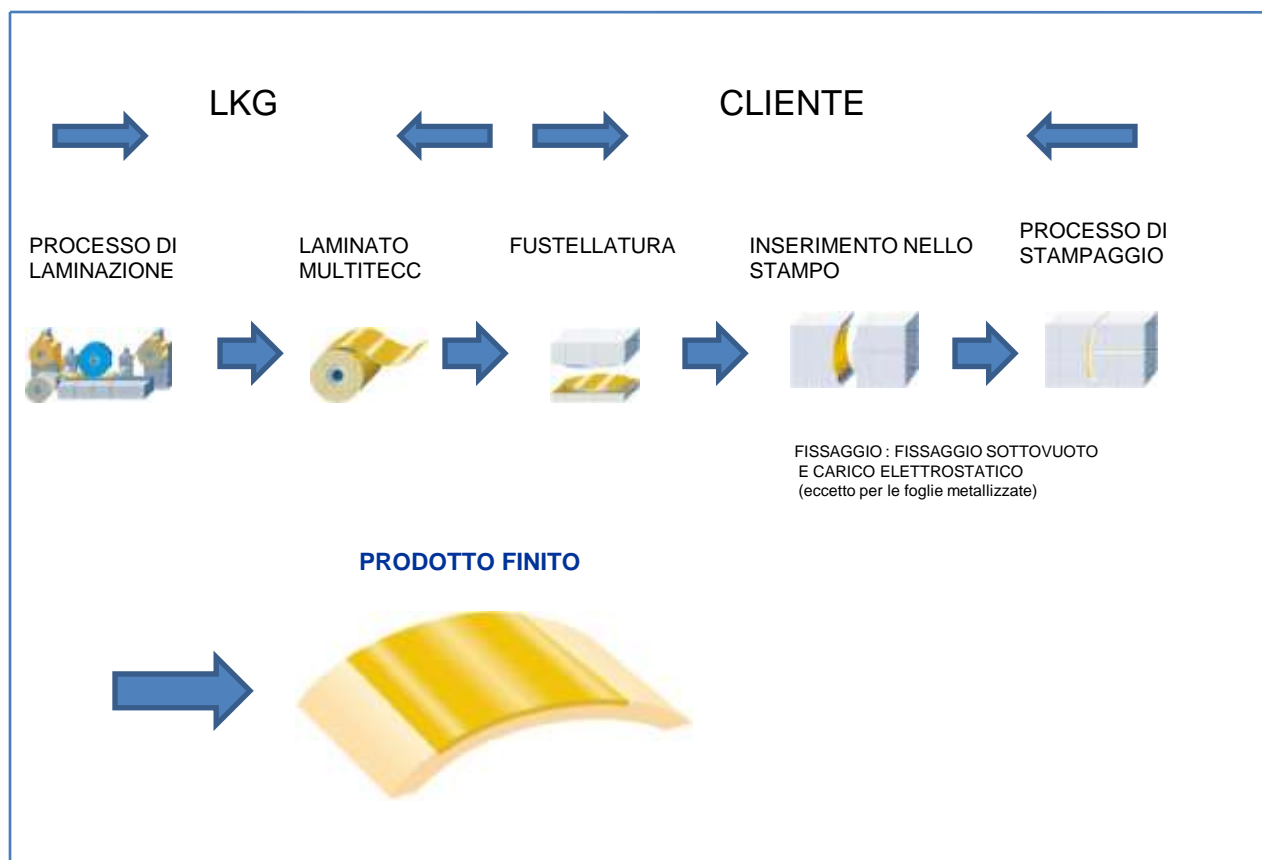 LKG
CLIENTE
PROCESSO DI
LAMINAZIONE
LAMINATO
MULTITECC
FUSTELLATURA
INSERIMENTO NELLO
STAMPO
PROCESSO DI
STAMPAGGIO
FISSAGGIO : FISSAGGIO SOTTOVUOTO
E CARICO ELETTROSTATICO
(eccetto per le foglie metallizzate)
PRODOTTO FINITO